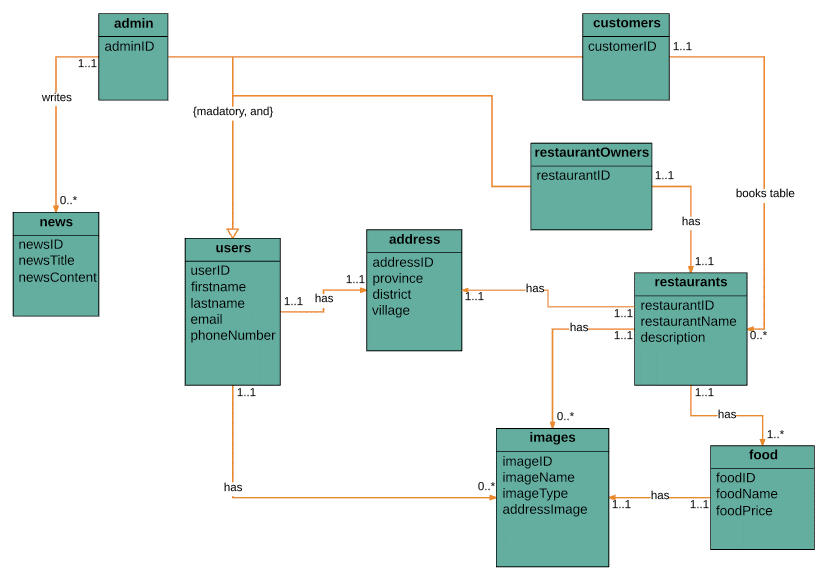 admin
adminID
customers
customerID
1..1
1..1
writes
{madatory, and}
restaurantOwners
restaurantID
1..1
books table
0..*
news
newsID
newsTitle
newsContent
has
users
userID
firstname
lastname
email
phoneNumber
address
addressID
province
district
village
1..1
1..1
has
1..1
has
1..1
1..1
restaurants
restaurantID
restaurantName
description
has
1..1
0..*
1..1
1..1
has
0..*
1..*
images
imageID
imageName
imageType
addressImage
food
foodID
foodName
foodPrice
has
0..*
has
1..1
1..1